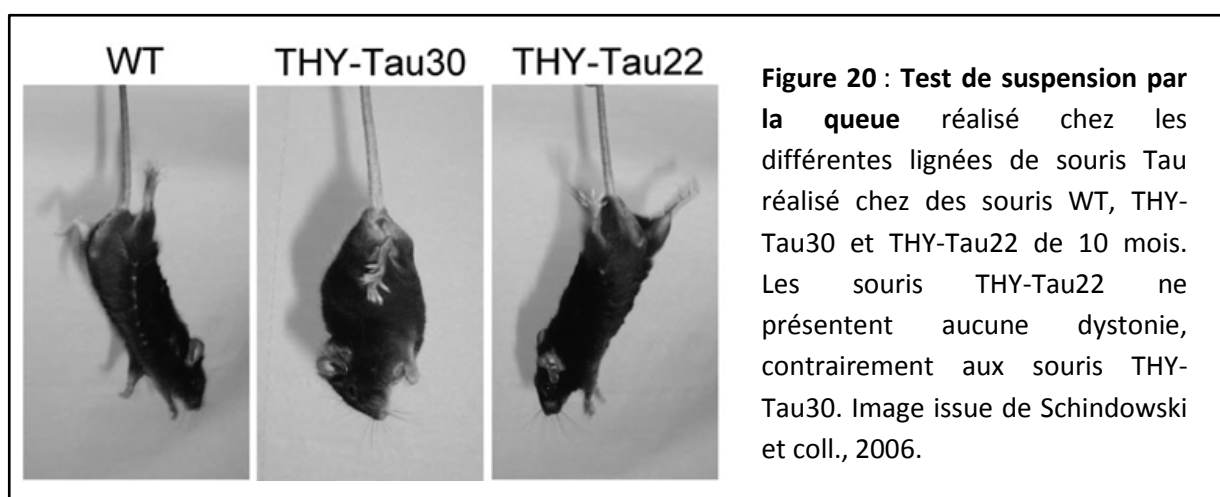 WT THY-Tau30 THY-Tau22
Figure 20 : Test de suspension par
la queue réalisé chez les
différentes lignées de souris Tau
réalisé chez des souris WT, THY-
Tau30 et THY-Tau22 de 10 mois.
Les souris THY-Tau22 ne
présentent aucune dystonie,
contrairement aux souris THY-
Tau30. Image issue de Schindowski
et coll., 2006.